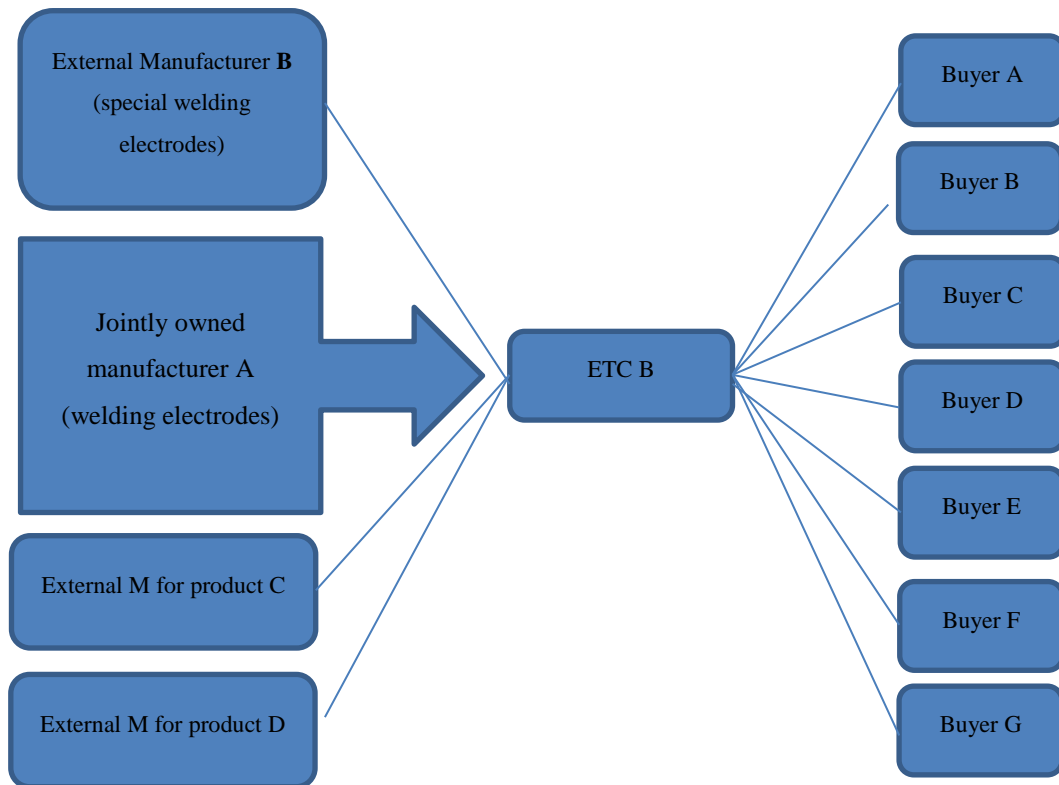 External Manufacturer B
(special welding
electrodes)
Jointly owned
manufacturer A
(welding electrodes)
External M for product C
External M for product D
ETC B
Buyer A
Buyer B
Buyer C
Buyer D
Buyer E
Buyer F
Buyer G